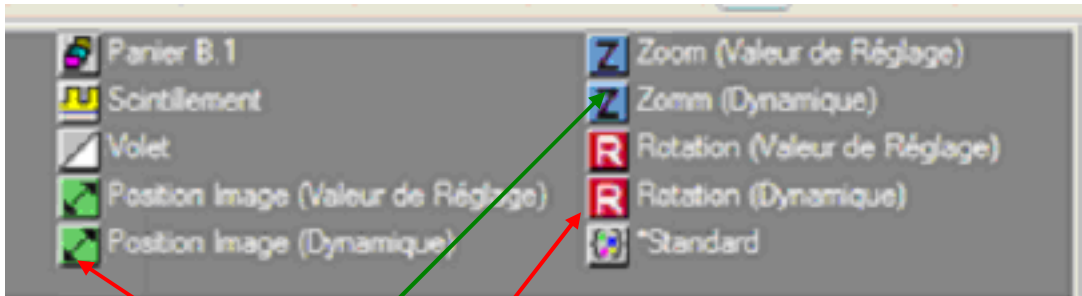 Panier B.1
Scintillement
Volet
Position Image (Valeur de Réglage)
Position Image (Dynamique)
Z Zoom (Valeur de Réglage)
Z Zomm (Dynamique)
R Rotation (Valeur de Réglage)
R Rotation (Dynamique)
*Standard